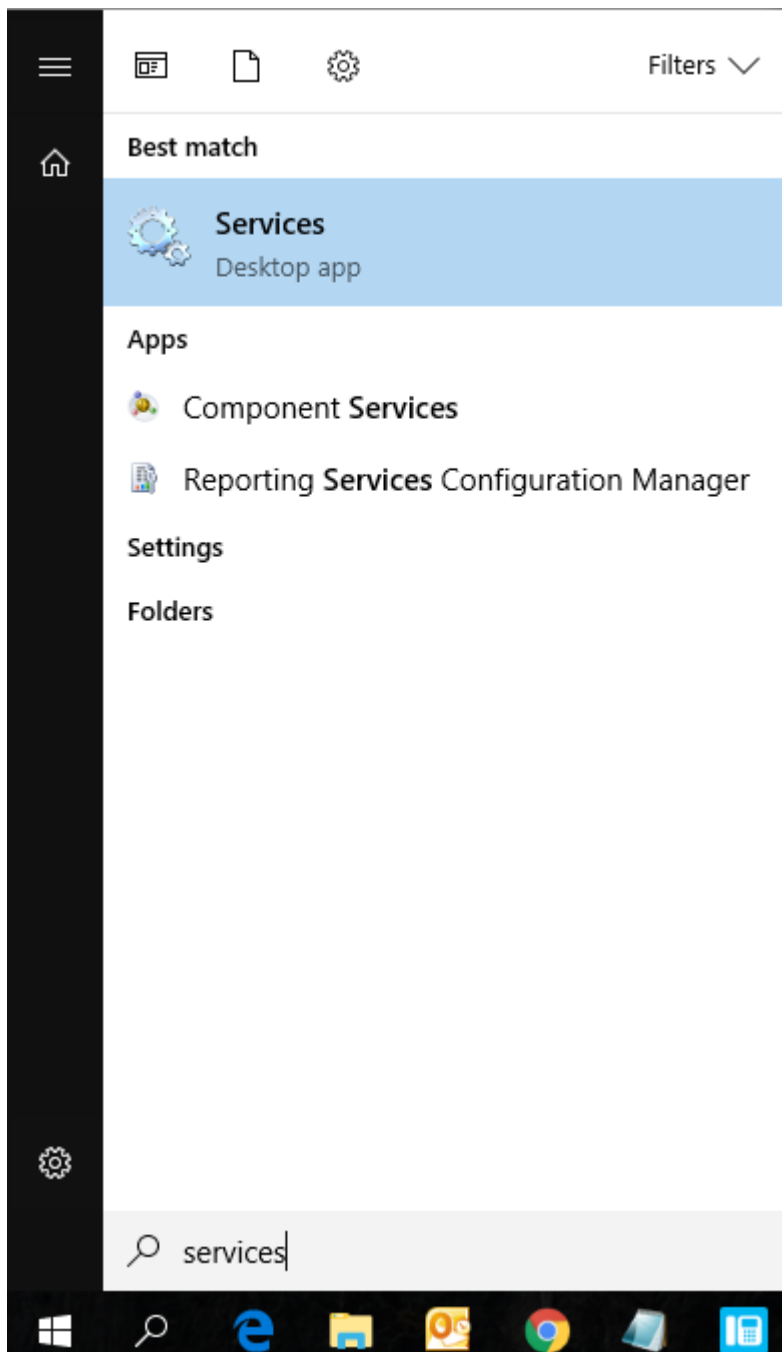 Filters
Best match
Services
Desktop app
Apps
Component Services
Reporting Services Configuration Manager
Settings
Folders
services